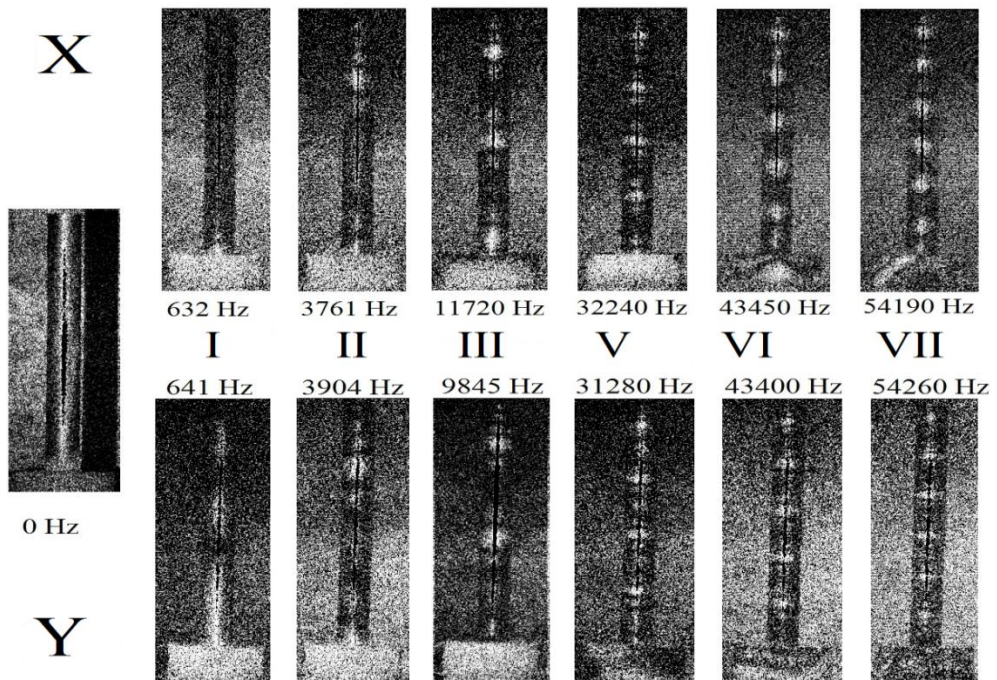 X
632 Hz 3761 Hz 11720 Hz 32240 Hz 43450 Hz 54190 Hz
I II III V VI VII
641 Hz 3904 Hz 9845 Hz 31280 Hz 43400 Hz 54260 Hz
0 Hz
Y